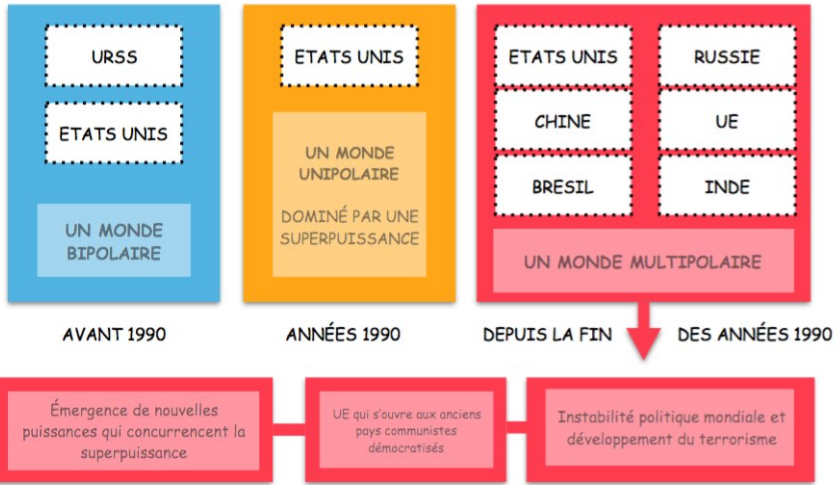 URSS
ETATS UNIS
UN MONDE
BIPOLAIRE
AVANT 1990
ETATS UNIS
UN MONDE
UNIPOLAIRE
DOMINÉ PAR UNE
SUPERPUISSANCE
ANNÉES 1990
ETATS UNIS
RUSSIE
CHINE
UE
BRESIL
INDE
UN MONDE MULTIPOLAIRE
DEPUIS LA FIN DES ANNÉES 1990
Émergence de nouvelles
puissances qui concurrencent la
superpuissance
UE qui s'ouvre aux anciens
pays communistes
démocratisés
Instabilité politique mondiale et
développement du terrorisme